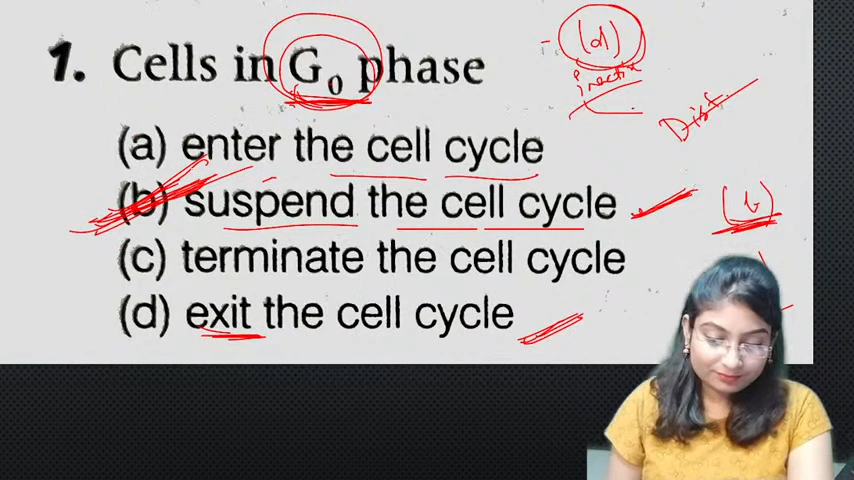 1. Cells in G₀ phase
(d)
inactive
Dist.
(a) enter the cell cycle
(b) suspend the cell cycle
(b)
(c) terminate the cell cycle
(d) exit the cell cycle